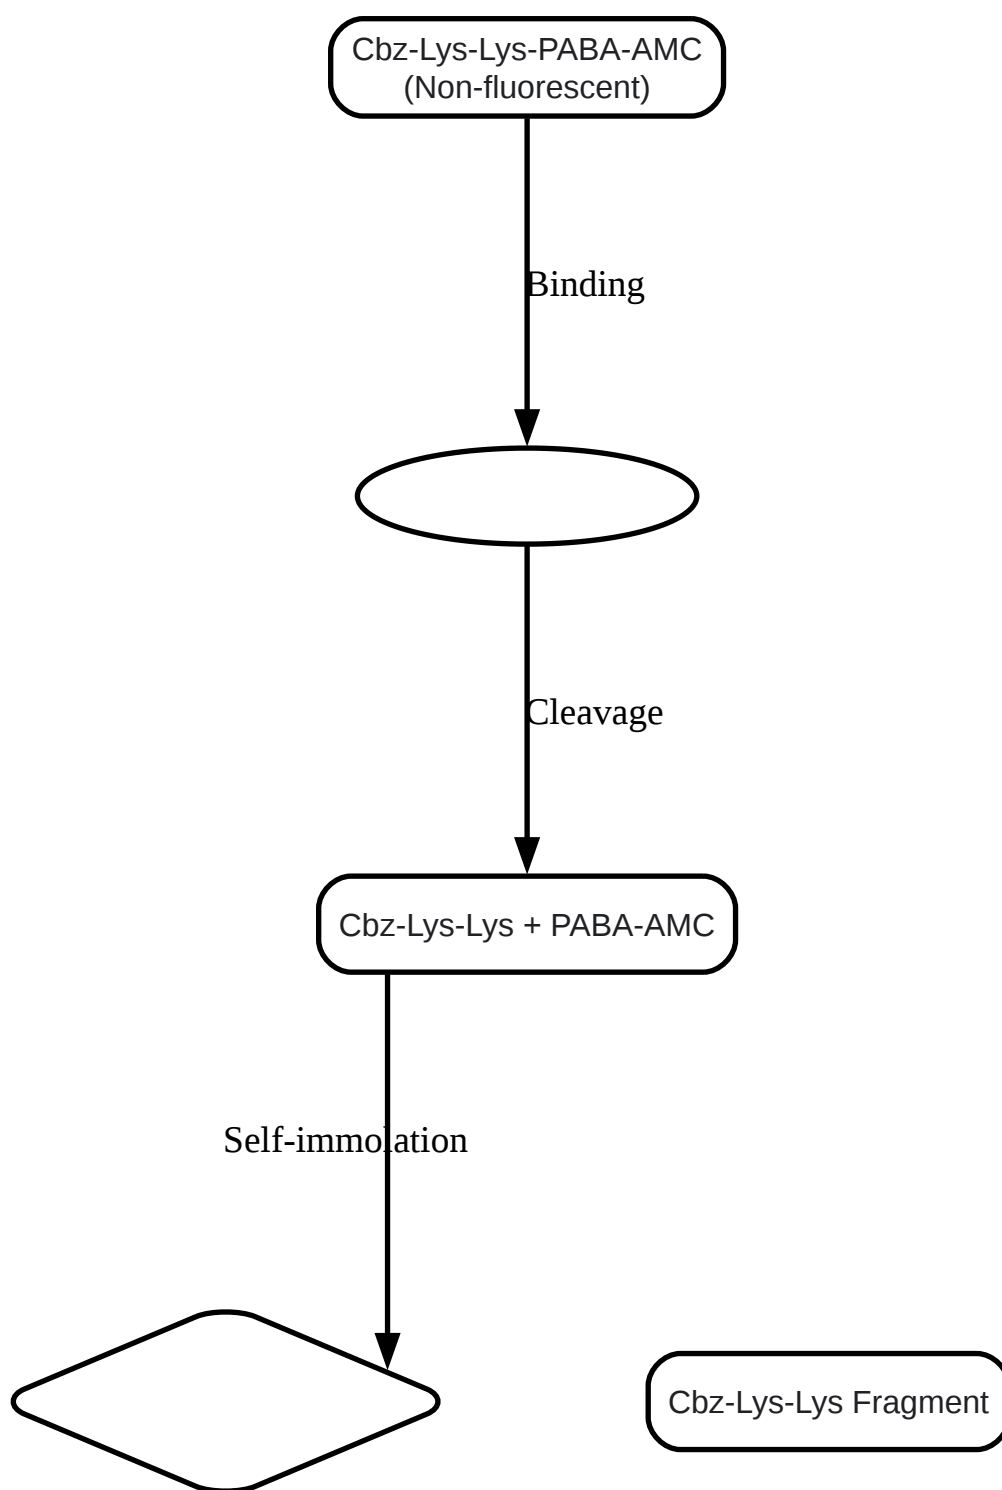 Cbz-Lys-Lys-PABA-AMC
(Non-fluorescent)
Binding
Cleavage
Cbz-Lys-Lys + PABA-AMC
Self-immolation
Cbz-Lys-Lys Fragment